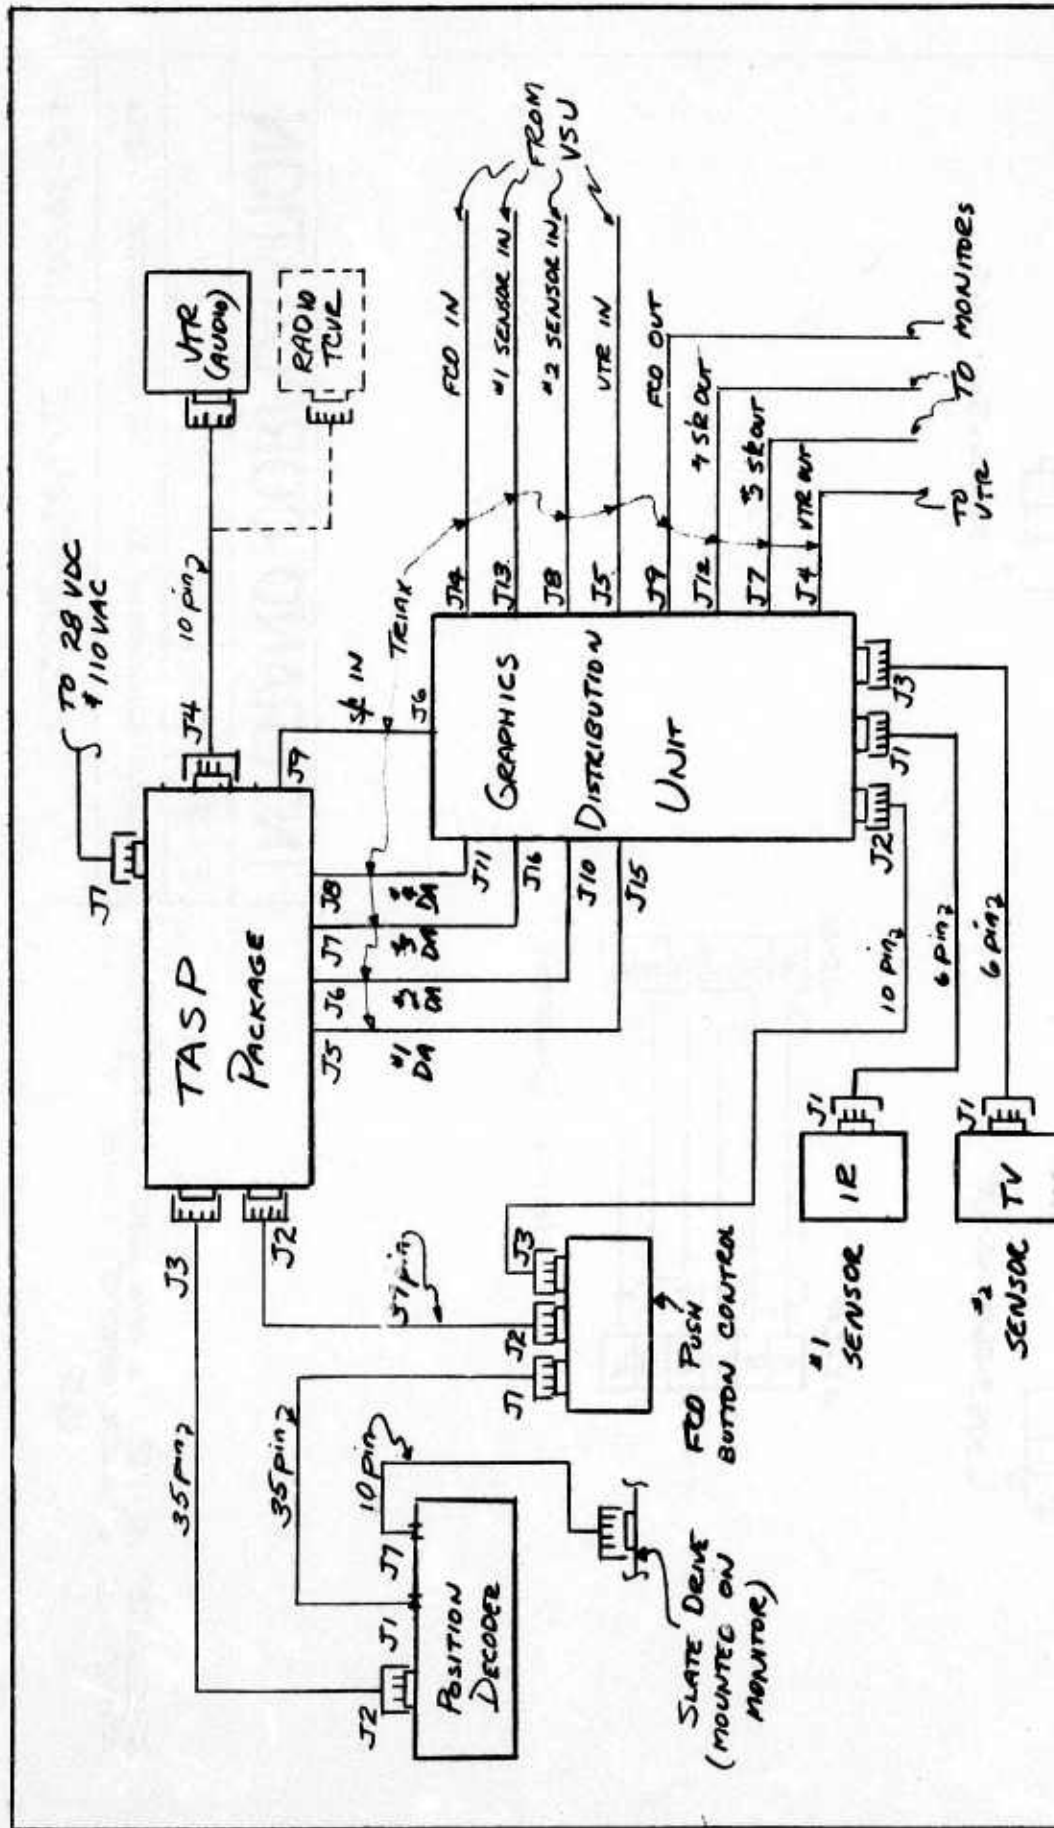 TO 28 VDC
& 110 VAC
J1
TASP
PACKAGE
J4
10 pin
VTR
(AUDIO)
RADIO
TCVR
J9
S/R IN
J6
TRIAX
J3
J2
J5
J6
J7
J8
#1
DA
#2
DA
#3
DA
#4
DA
J11
J16
J10
J15
GRAPHICS
DISTRIBUTION
UNIT
J14
FCO IN
J13
#1 SENSOR IN
J8
#2 SENSOR IN
J5
VTR IN
FROM
VSU
J9
FCO OUT
J12
S/R OUT
J7
S/R OUT
J4
VTR OUT
TO MONITORS
TO
VTR
J2
J1
J3
10 pin
6 pin
6 pin
35 pin
37 pin
35 pin
10 pin
J2
J1
J7
POSITION
DECODER
J1
J2
J3
FCO PUSH
BUTTON CONTROL
SLATE DRIVE
(MOUNTED ON
MONITOR)
J1
IR
#1
SENSOR
J1
TV
#2
SENSOR